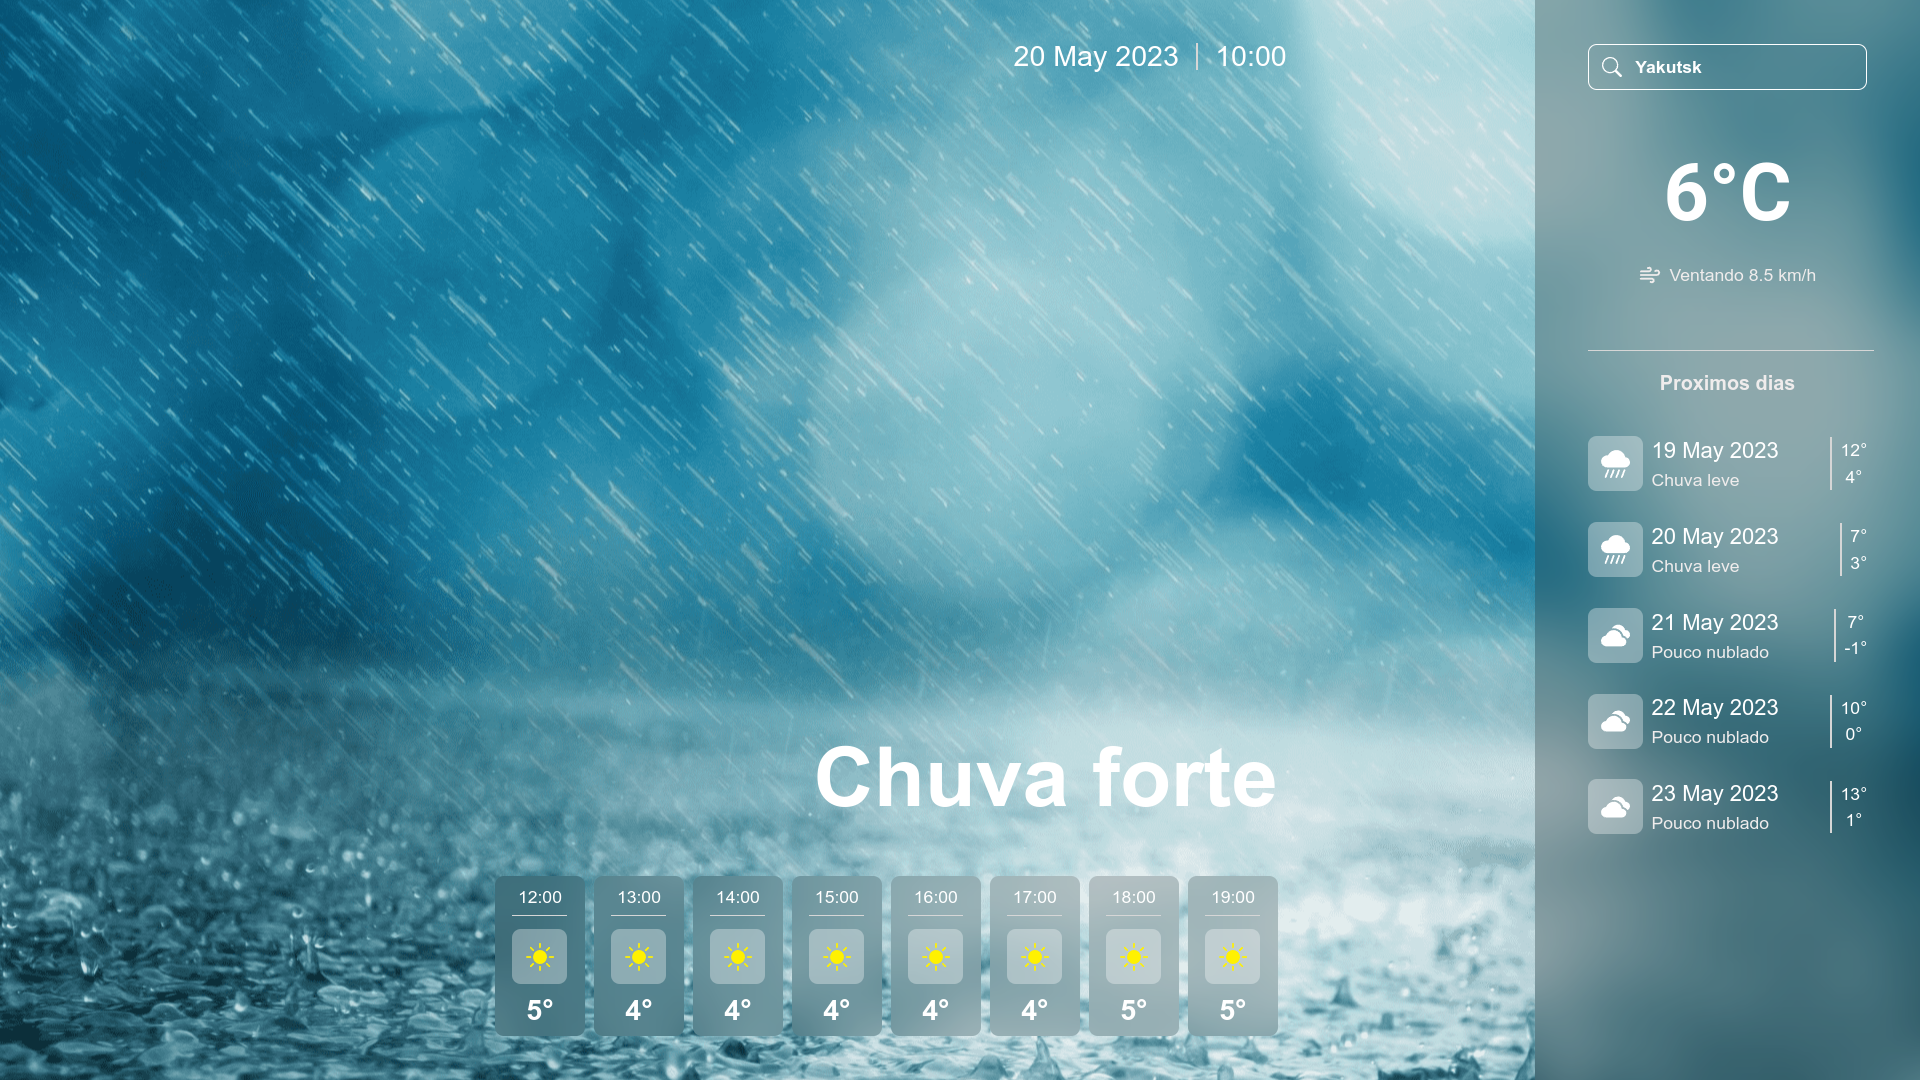 20 May 2023 | 10:00
Chuva forte
12:00
5°
13:00
4°
14:00
4°
15:00
4°
16:00
4°
17:00
4°
18:00
5°
19:00
5°
Yakutsk
6°C
Ventando 8.5 km/h
Proximos dias
19 May 2023
Chuva leve
12°
4°
20 May 2023
Chuva leve
7°
3°
21 May 2023
Pouco nublado
7°
-1°
22 May 2023
Pouco nublado
10°
0°
23 May 2023
Pouco nublado
13°
1°